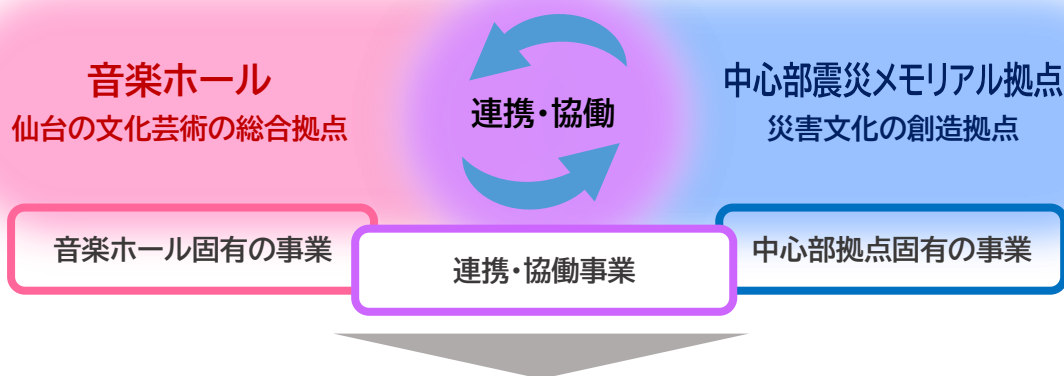 音楽ホール
仙台の文化芸術の総合拠点
連携・協働
中心部震災メモリアル拠点
災害文化の創造拠点
音楽ホール固有の事業
連携・協働事業
中心部拠点固有の事業